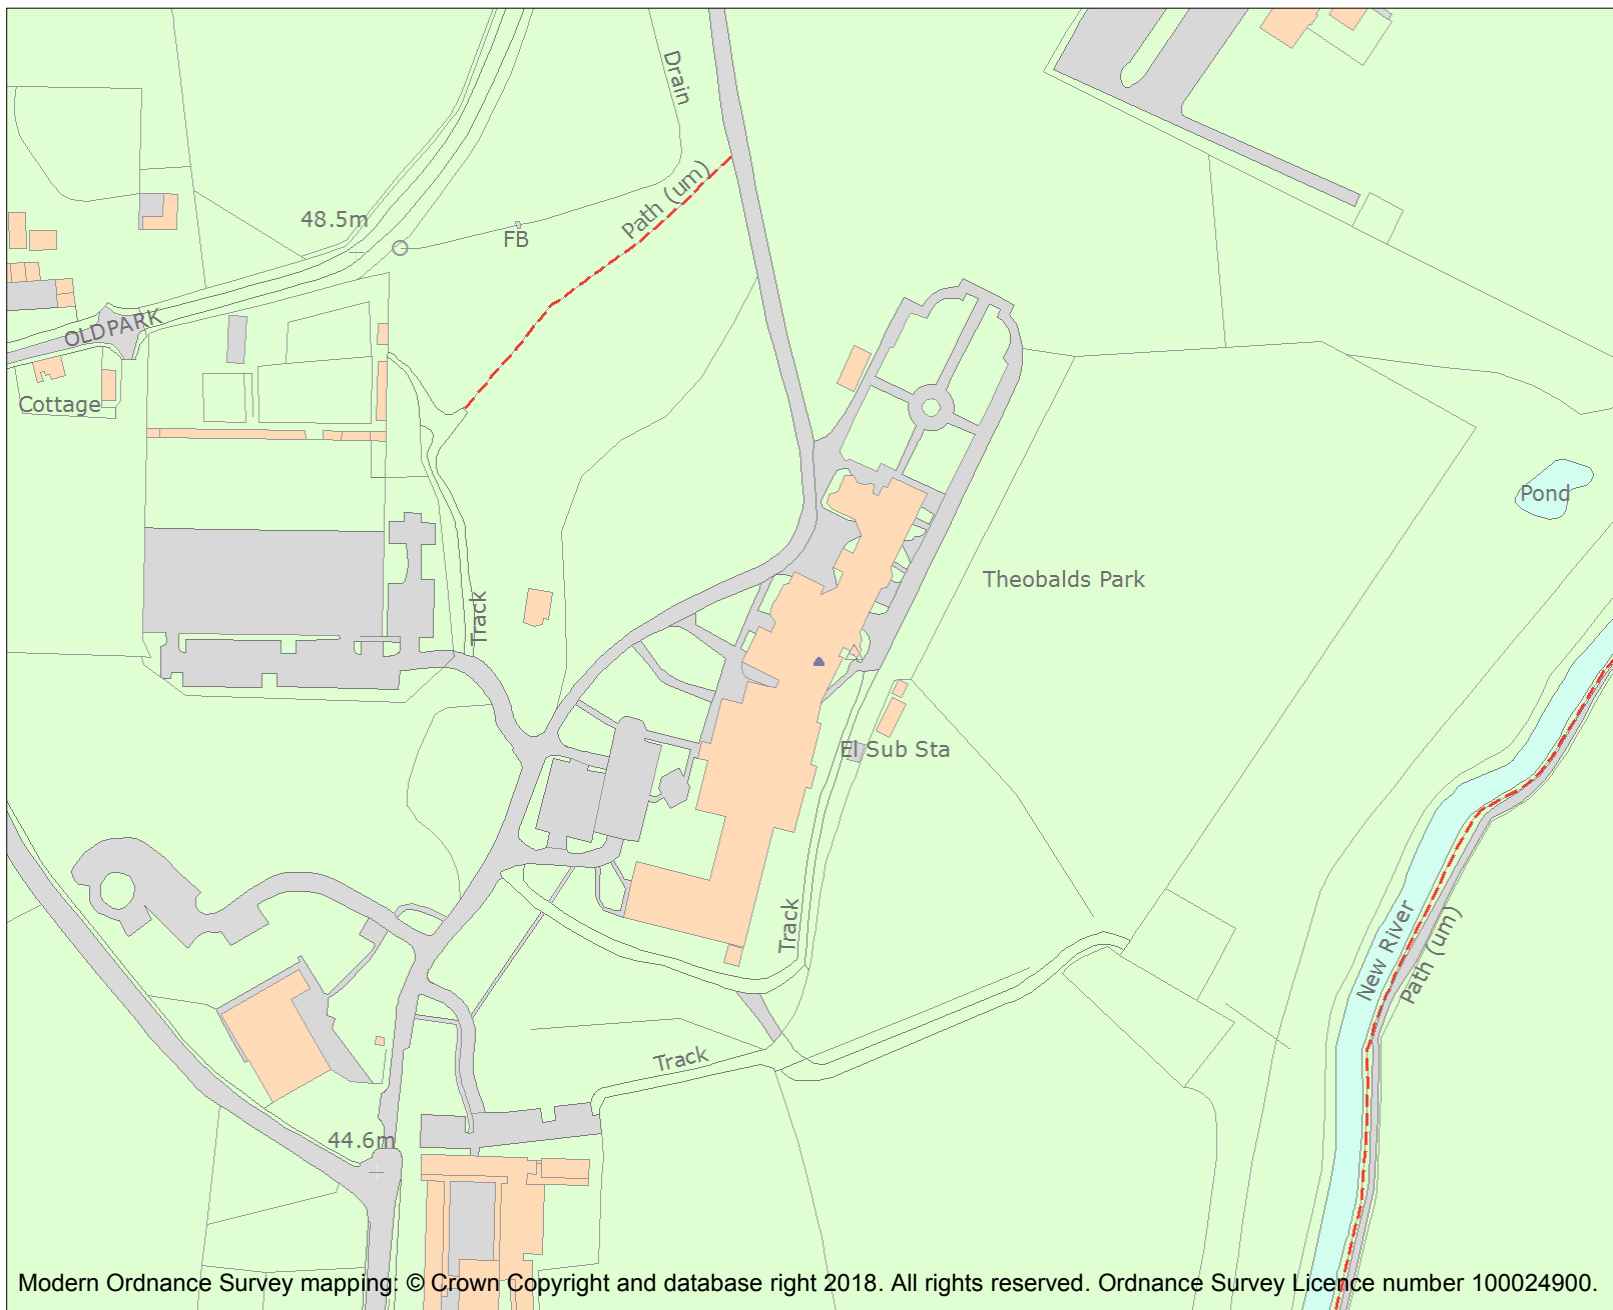 Drain
Path (um)
48.5m
FB
OLDPARK
Cottage
Pond
Theobalds Park
Track
El Sub Sta
Track
New River
Path (um)
Track
44.6m
Modern Ordnance Survey mapping: © Crown Copyright and database right 2018. All rights reserved. Ordnance Survey Licence number 100024900.